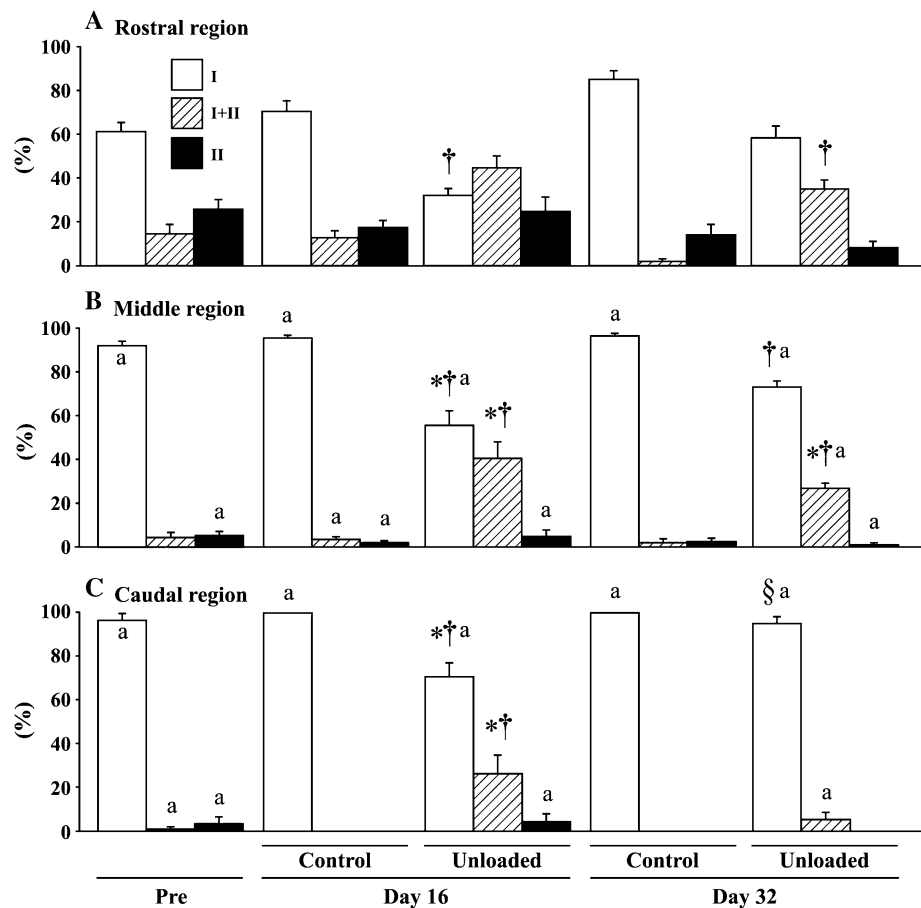 A Rostral region
100
80
60
40
20
0
(%)
I
I+II
II
†
†
B Middle region
100
80
60
40
20
0
(%)
a
a
a
a
a
*† a
*†
a
a
† a
*† a
a
C Caudal region
100
80
60
40
20
0
(%)
a
a
a
a
*† a
*†
a
a
§ a
a
Control Unloaded Control Unloaded
Pre Day 16 Day 32